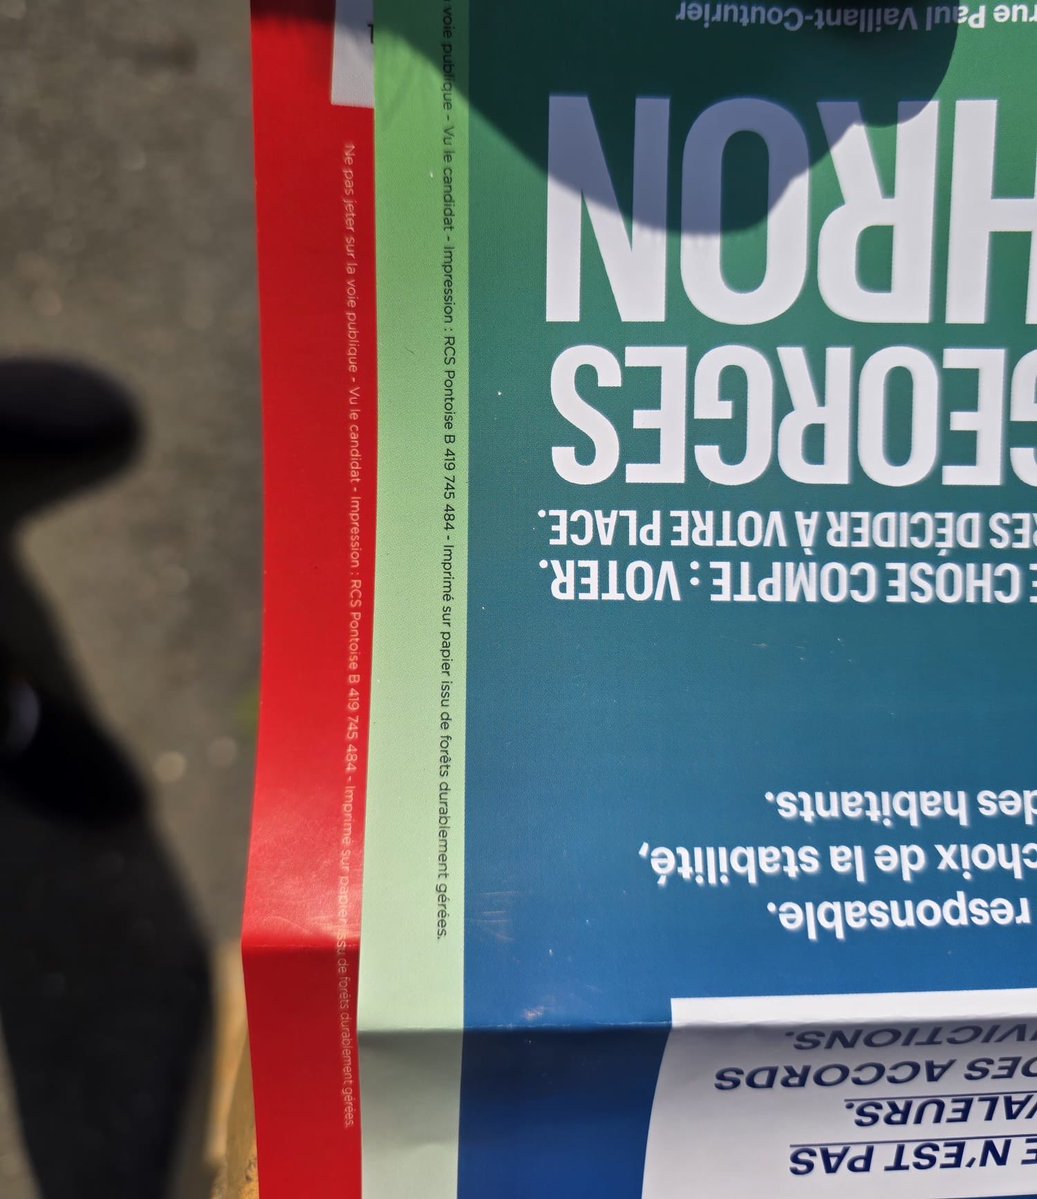 E N'EST PAS
VALEURS.
DES ACCORDS
VICTIONS.
responsable.
choix de la stabilité,
des habitants.
E CHOSE COMPTE : VOTER.
RES DÉCIDER À VOTRE PLACE.
GEORGES
HRON
rue Paul Vaillant-Couturier
voie publique - Vu le candidat - Impression : RCS Pontoise B 419 745 484 - Imprimé sur papier issu de forêts durablement gérées.
Ne pas jeter sur la voie publique - Vu le candidat - Impression : RCS Pontoise B 419 745 484 - Imprimé sur papier issu de forêts durablement gérées.